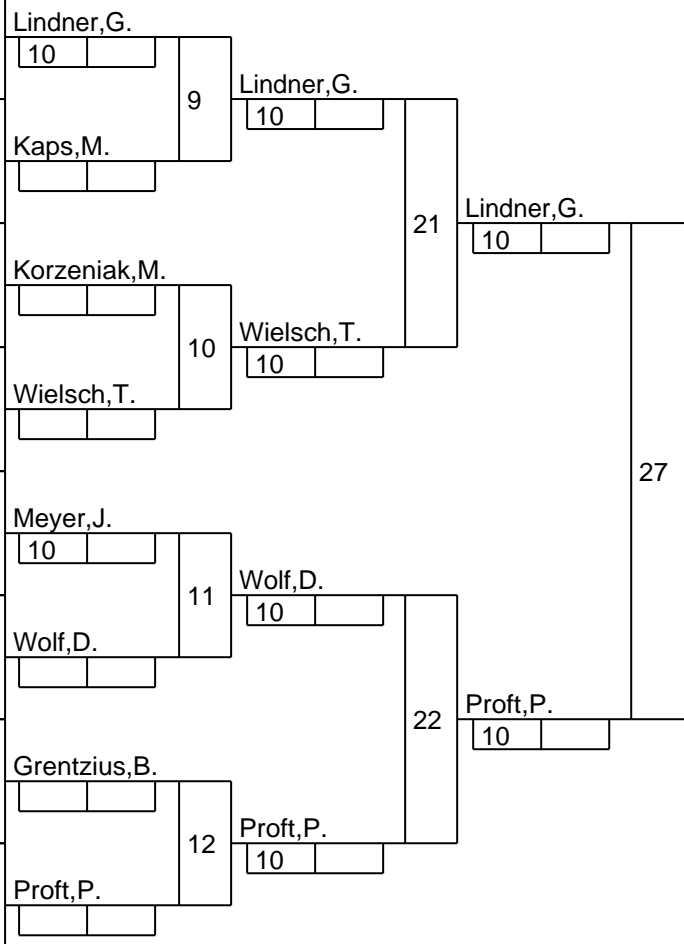 Lindner,G.
10
9
Lindner,G.
10
Kaps,M.
21
Lindner,G.
10
Korzeniak,M.
10
Wielsch,T.
10
Wielsch,T.
27
Meyer,J.
10
11
Wolf,D.
10
Wolf,D.
22
Proft,P.
10
Grentzius,B.
12
Proft,P.
10
Proft,P.